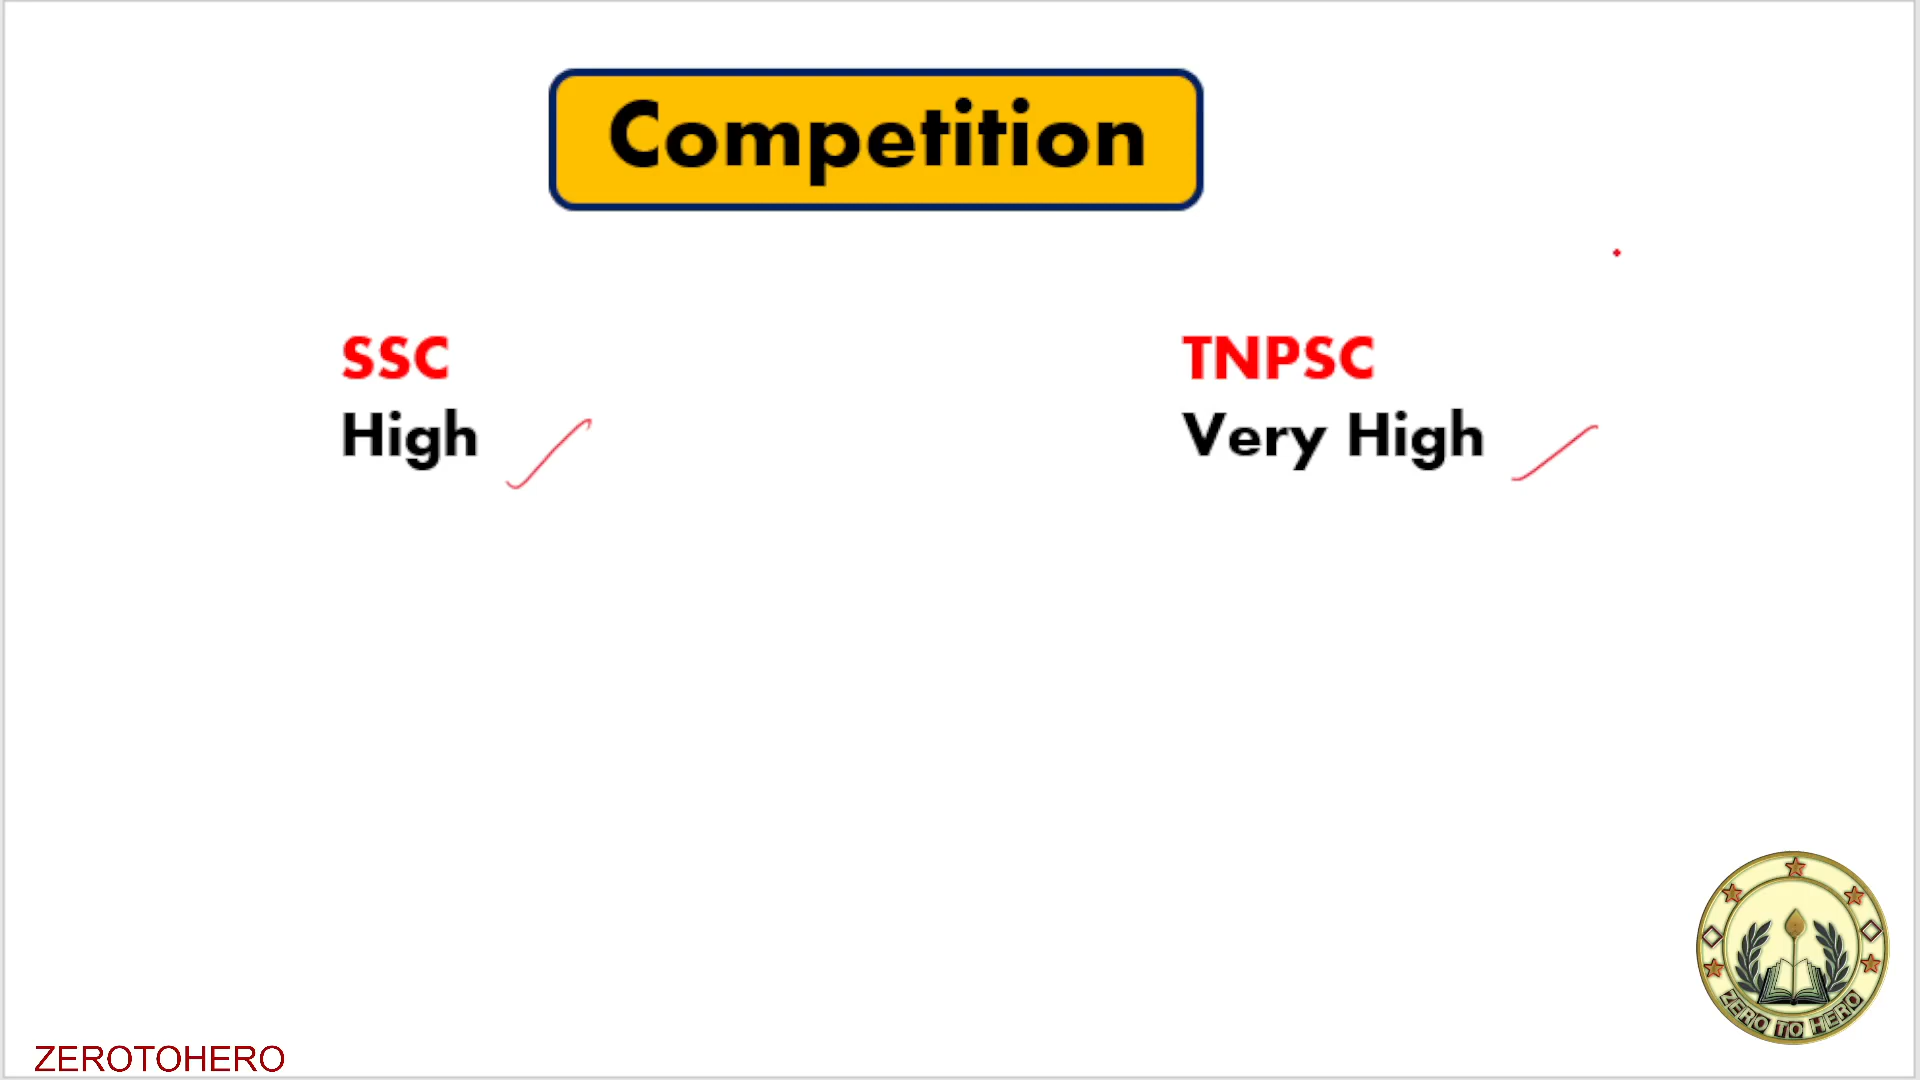 Competition
SSC
High
TNPSC
Very High
ZERO TO HERO
ZEROTOHERO